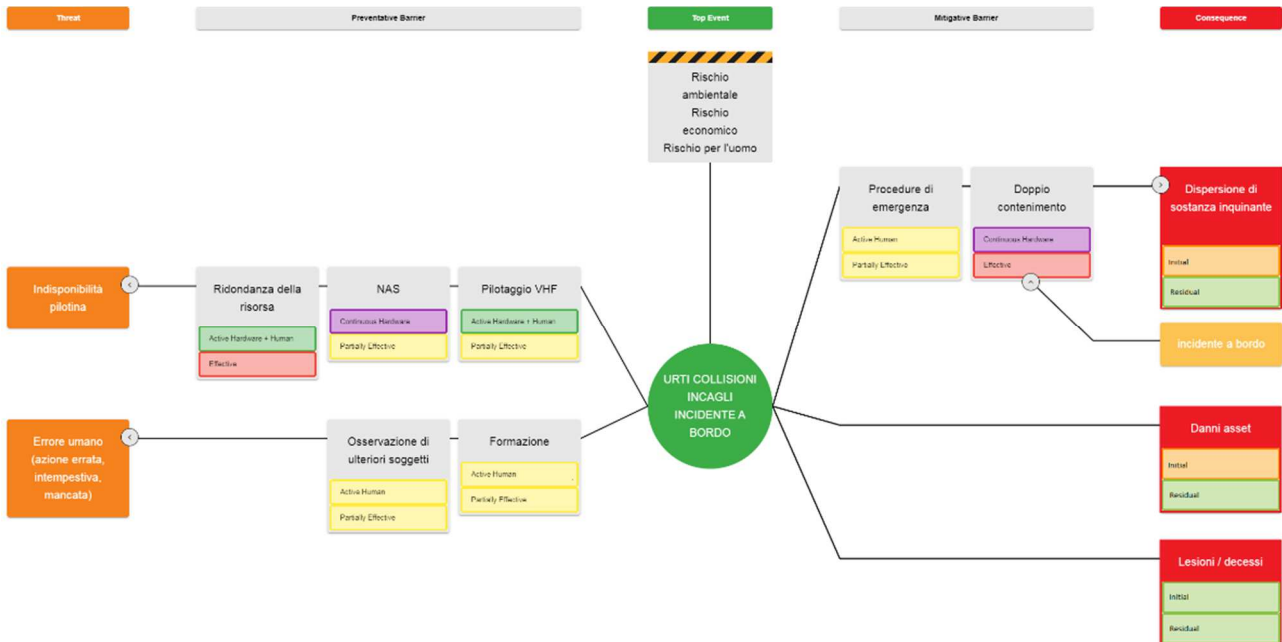 Threat
Preventative Barrier
Top Event
Mitigative Barrier
Consequence
Rischio
ambientale
Rischio
economico
Rischio per l'uomo
Indisponibilità
pilotina
Ridondanza della
risorsa
Active Hardware + Human
Effective
NAS
Continuous Hardware
Partially Effective
Pilotaggio VHF
Active Hardware + Human
Partially Effective
Errore umano
(azione errata,
intempestiva,
mancata)
Osservazione di
ulteriori soggetti
Active Human
Partially Effective
Formazione
Active Human
Partially Effective
URTI COLLISIONI
INCAGLI
INCIDENTE A
BORDO
Procedure di
emergenza
Active Human
Partially Effective
Doppio
contenimento
Continuous Hardware
Effective
Dispersione di
sostanza inquinante
Initial
Residual
incidente a bordo
Danni asset
Initial
Residual
Lesioni / decessi
Initial
Residual